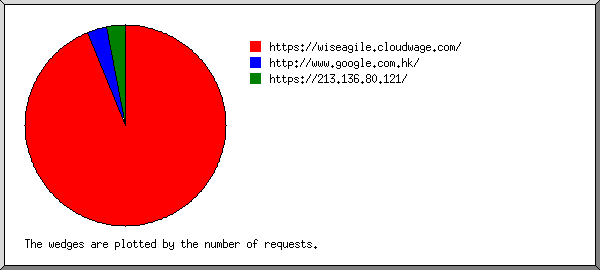 https://wiseagile.cloudwage.com/
http://www.google.com.hk/
https://213.136.80.121/
The wedges are plotted by the number of requests.